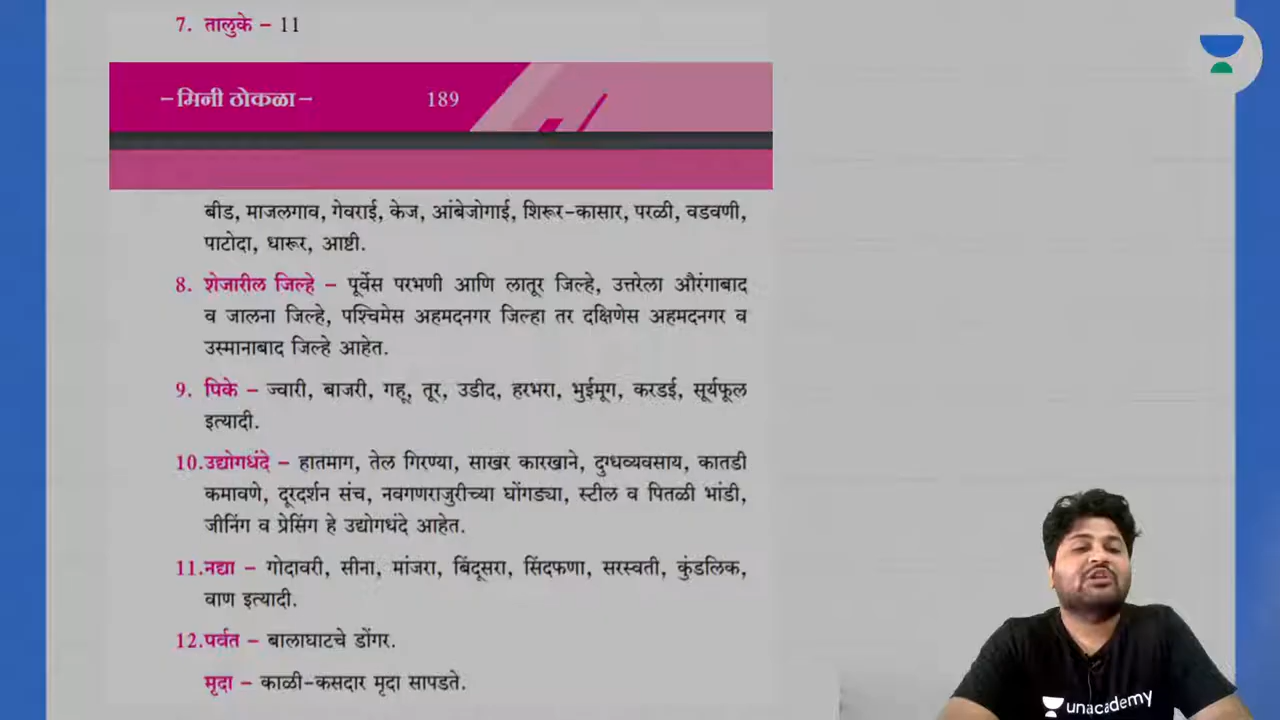 7. तालुके – 11
–मिनी ठोकळा– 189
बीड, माजलगाव, गेवराई, केज, आंबेजोगाई, शिरूर-कासार, परळी, वडवणी,
पाटोदा, धारूर, आष्टी.
8. शेजारील जिल्हे – पूर्वेस परभणी आणि लातूर जिल्हे, उत्तरेला औरंगाबाद
व जालना जिल्हे, पश्चिमेस अहमदनगर जिल्हा तर दक्षिणेस अहमदनगर व
उस्मानाबाद जिल्हे आहेत.
9. पिके – ज्वारी, बाजरी, गहू, तूर, उडीद, हरभरा, भुईमूग, करडई, सूर्यफूल
इत्यादी.
10.उद्योगधंदे – हातमाग, तेल गिरण्या, साखर कारखाने, दुग्धव्यवसाय, कातडी
कमावणे, दूरदर्शन संच, नवगणराजुरीच्या घोंगड्या, स्टील व पितळी भांडी,
जीनिंग व प्रेसिंग हे उद्योगधंदे आहेत.
11.नद्या – गोदावरी, सीना, मांजरा, बिंदूसरा, सिंदफणा, सरस्वती, कुंडलिक,
वाण इत्यादी.
12.पर्वत – बालाघाटचे डोंगर.
मृदा – काळी-कसदार मृदा सापडते.
unacademy